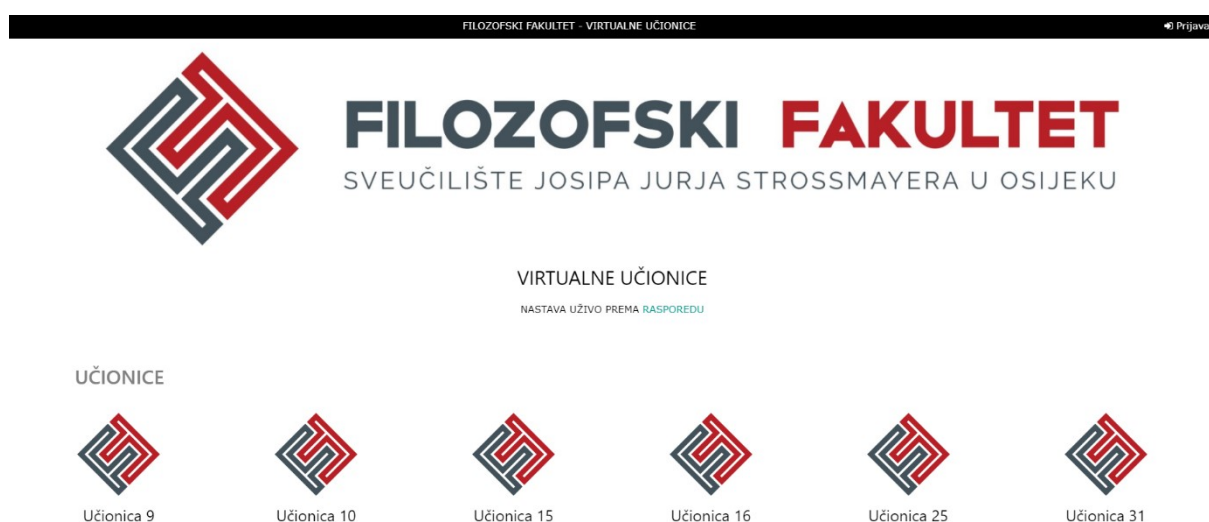 FILOZOFSKI FAKULTET - VIRTUALNE UČIONICE
Prijava
FILOZOFSKI FAKULTET
SVEUČILIŠTE JOSIPA JURJA STROSSMAYERA U OSIJEKU
VIRTUALNE UČIONICE
NASTAVA UŽIVO PREMA RASPOREDU
UČIONICE
Učionica 9
Učionica 10
Učionica 15
Učionica 16
Učionica 25
Učionica 31